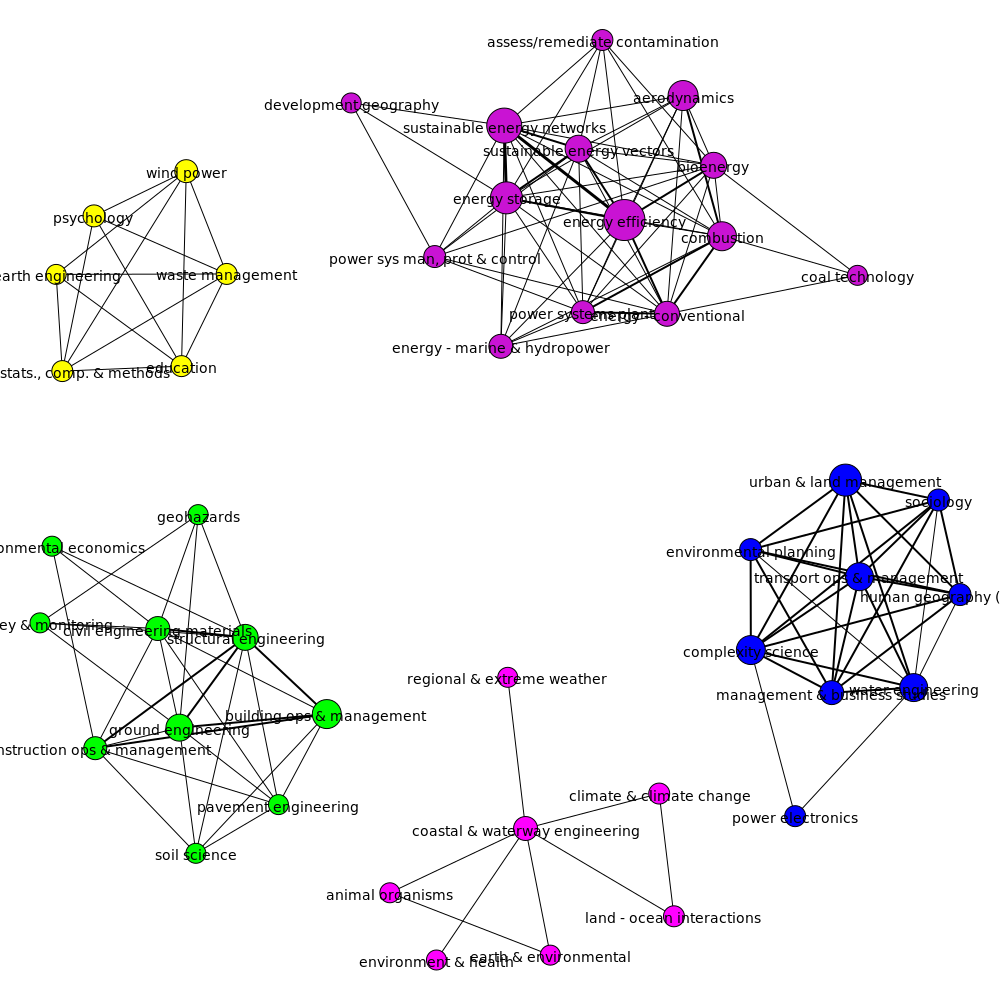 assess/remediate contamination
aerodynamics
development geography
sustainable energy networks
sustainable energy vectors
bioenergy
wind power
energy storage
psychology
energy efficiency
combustion
power sys man, prot & control
earth engineering
waste management
coal technology
power systems plant
energy - conventional
energy - marine & hydropower
stats., comp. & methods
education
urban & land management
sociology
geohazards
onmental economics
environmental planning
transport ops & management
human geography (
ey & monitoring
civil engineering materials
structural engineering
complexity science
regional & extreme weather
management & business studies
water engineering
building ops & management
ground engineering
nstruction ops & management
climate & climate change
pavement engineering
power electronics
coastal & waterway engineering
soil science
animal organisms
land - ocean interactions
environment & health
earth & environmental